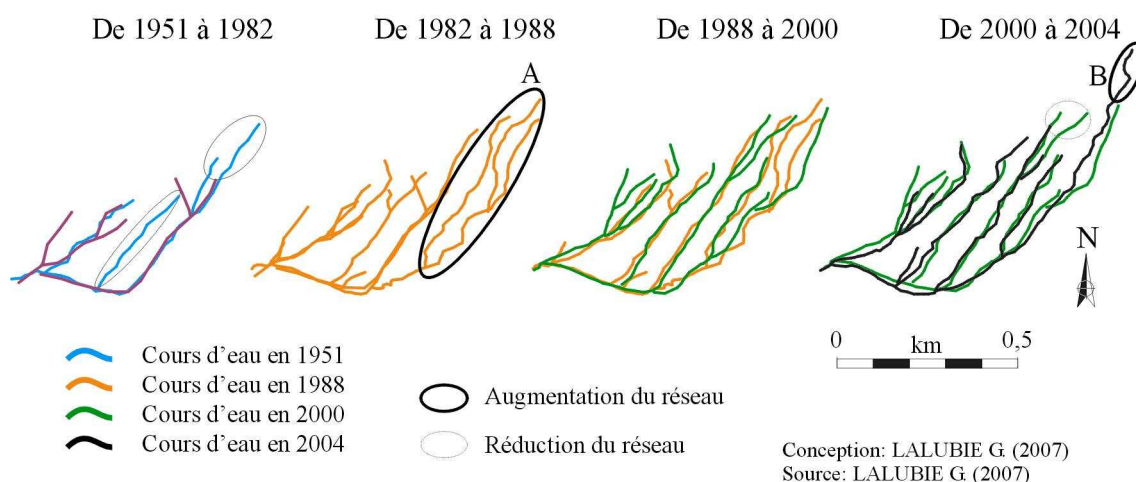 De 1951 à 1982
De 1982 à 1988
De 1988 à 2000
De 2000 à 2004
A
B
N
0
km
0,5
Cours d'eau en 1951
Cours d'eau en 1988
Cours d'eau en 2000
Cours d'eau en 2004
Augmentation du réseau
Réduction du réseau
Conception: LALUBIE G. (2007)
Source: LALUBIE G. (2007)